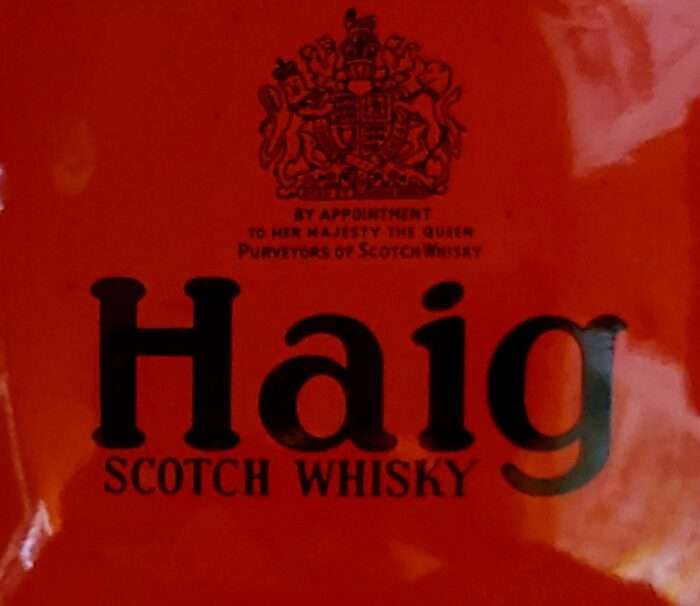 BY APPOINTMENT
TO HER MAJESTY THE QUEEN
PURVEYORS OF SCOTCH WHISKY
Haig
SCOTCH WHISKY